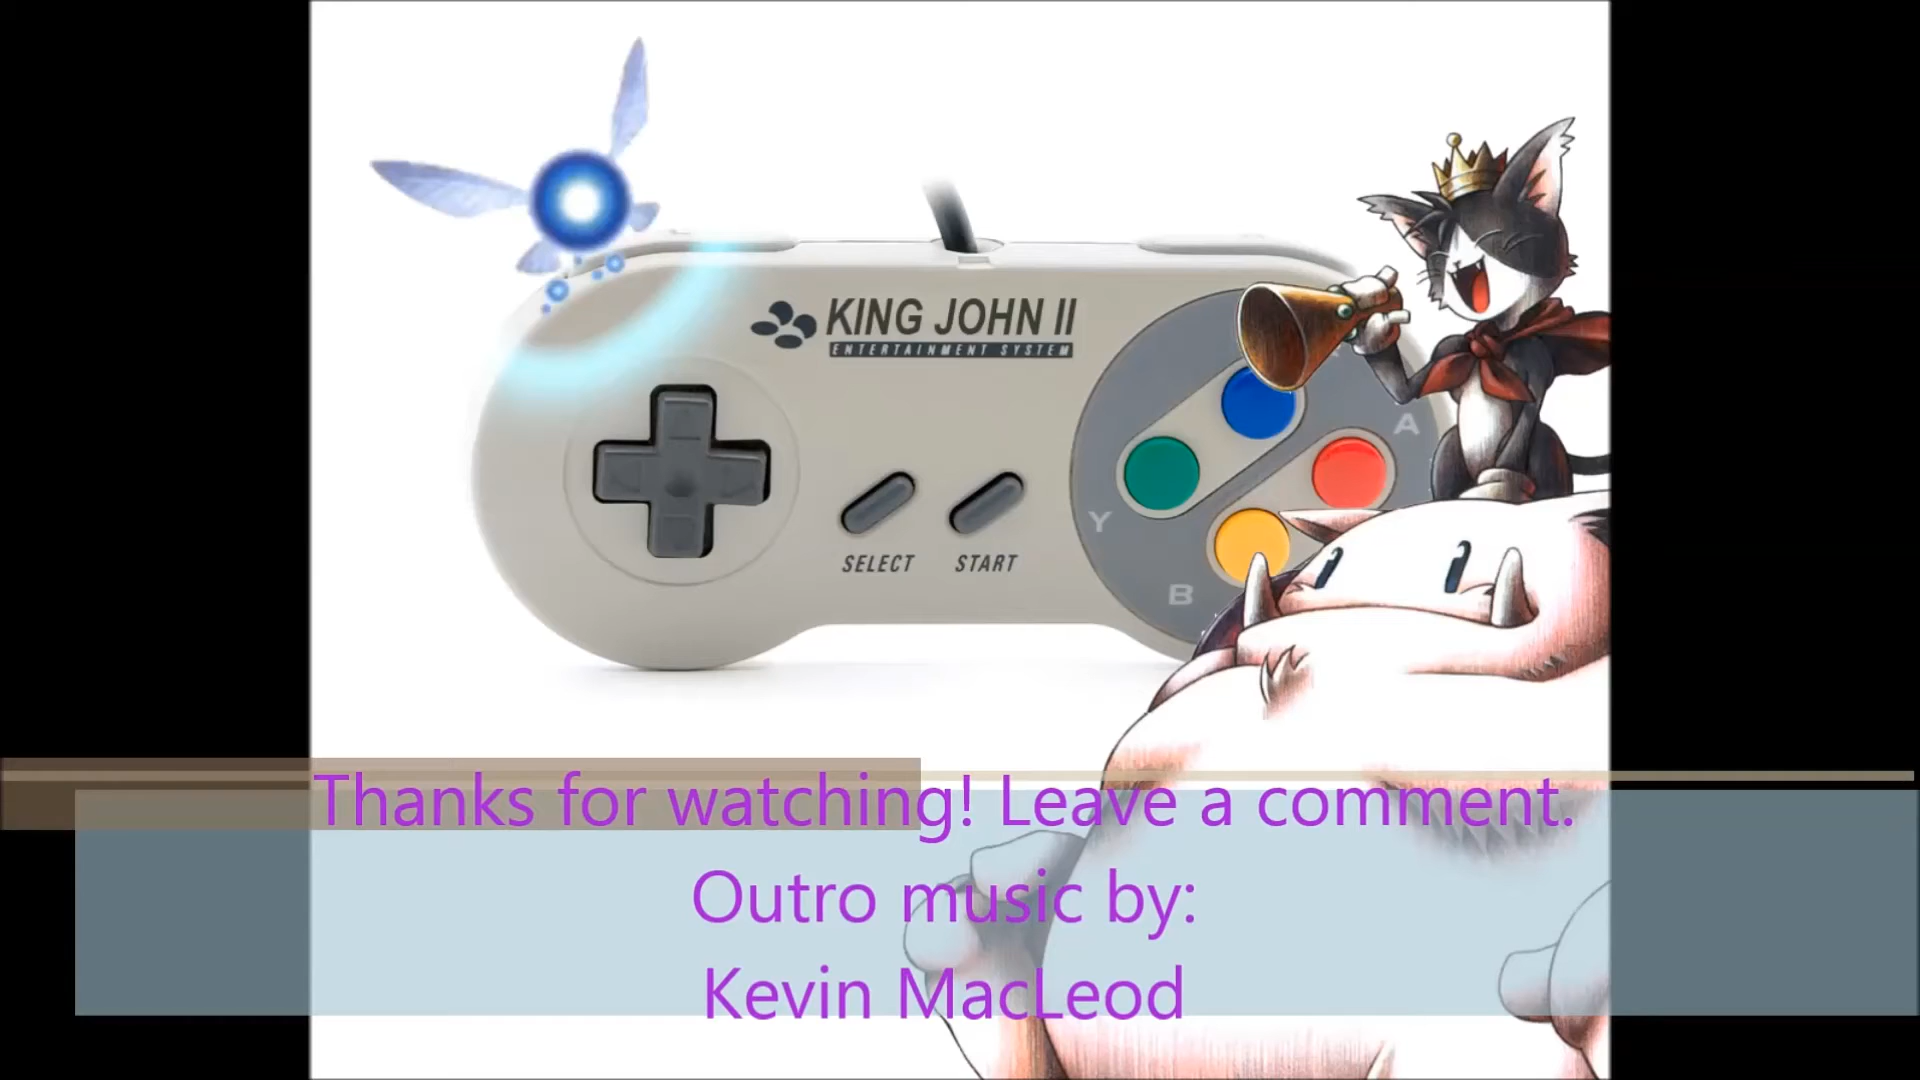 KING JOHN II
ENTERTAINMENT SYSTEM
A
Y
SELECT START
B
Thanks for watching! Leave a comment.
Outro music by:
Kevin MacLeod